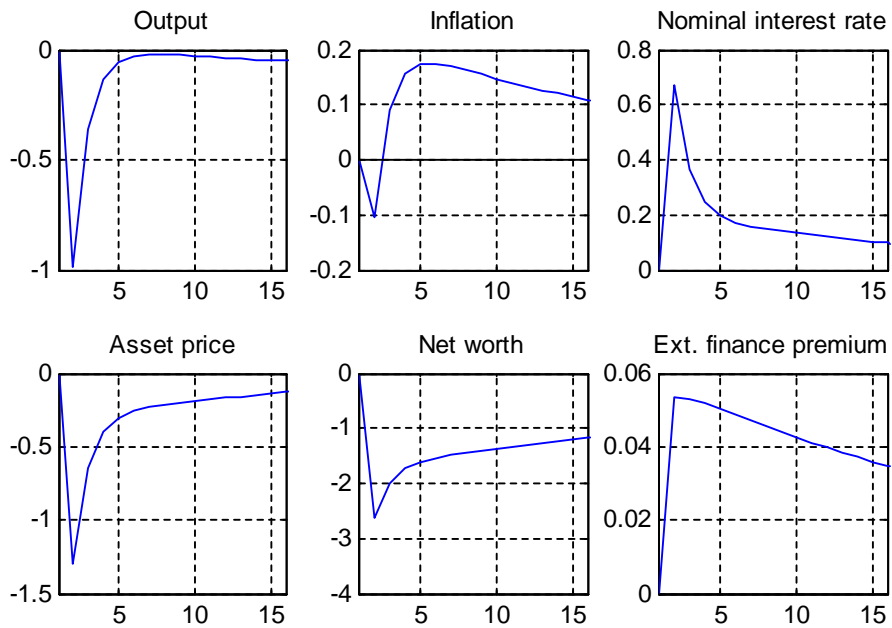 Output
0
-0.5
-1
5 10 15
Inflation
0.2
0.1
0
-0.1
-0.2
5 10 15
Nominal interest rate
0.8
0.6
0.4
0.2
0
5 10 15
Asset price
0
-0.5
-1
-1.5
5 10 15
Net worth
0
-1
-2
-3
-4
5 10 15
Ext. finance premium
0.06
0.04
0.02
0
5 10 15